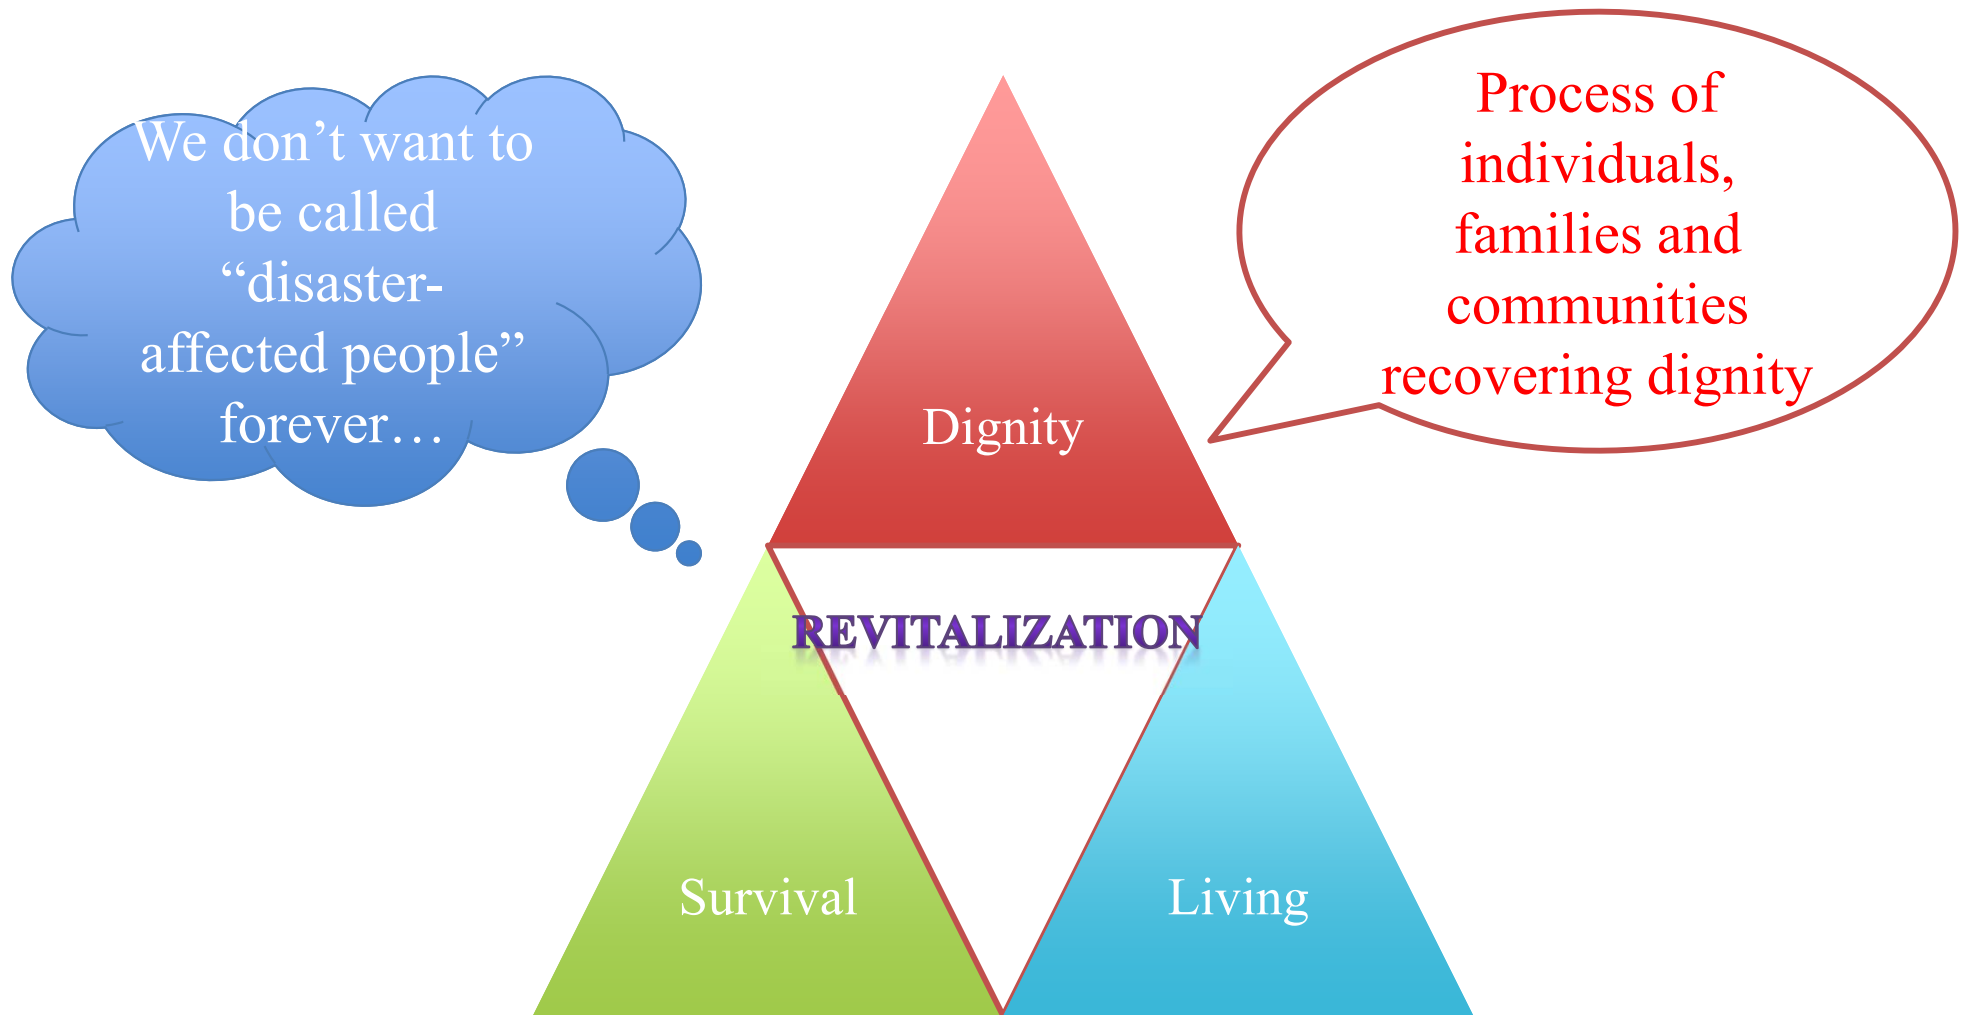 We don’t want to
be called
“disaster-
affected people”
forever…
Process of
individuals,
families and
communities
recovering dignity
Dignity
REVITALIZATION
Survival
Living